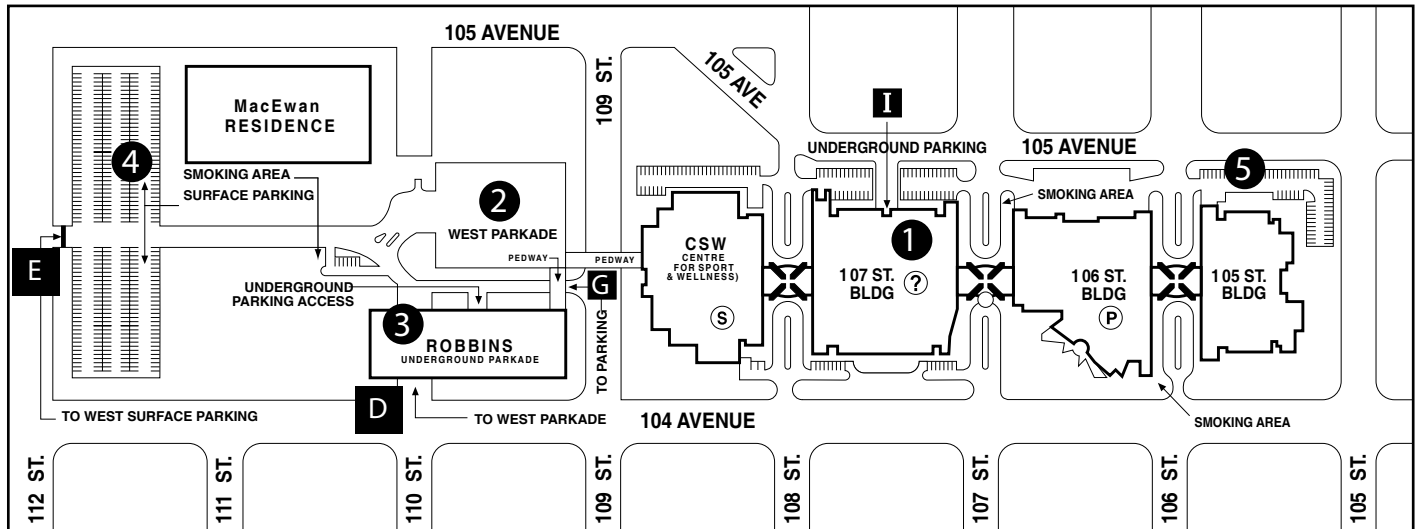 105 AVENUE
109 ST.
105 AVE
I
UNDERGROUND PARKING
105 AVENUE
MacEwan
RESIDENCE
4
SMOKING AREA
SURFACE PARKING
2
WEST PARKADE
PEDWAY
PEDWAY
E
UNDERGROUND
PARKING ACCESS
G
TO PARKING
3
ROBBINS
UNDERGROUND PARKADE
D
CSW
CENTRE
FOR SPORT
& WELLNESS)
S
1
107 ST.
BLDG
?
SMOKING AREA
106 ST.
BLDG
P
5
105 ST.
BLDG
TO WEST SURFACE PARKING
TO WEST PARKADE
104 AVENUE
SMOKING AREA
112 ST.
111 ST.
110 ST.
109 ST.
108 ST.
107 ST.
106 ST.
105 ST.